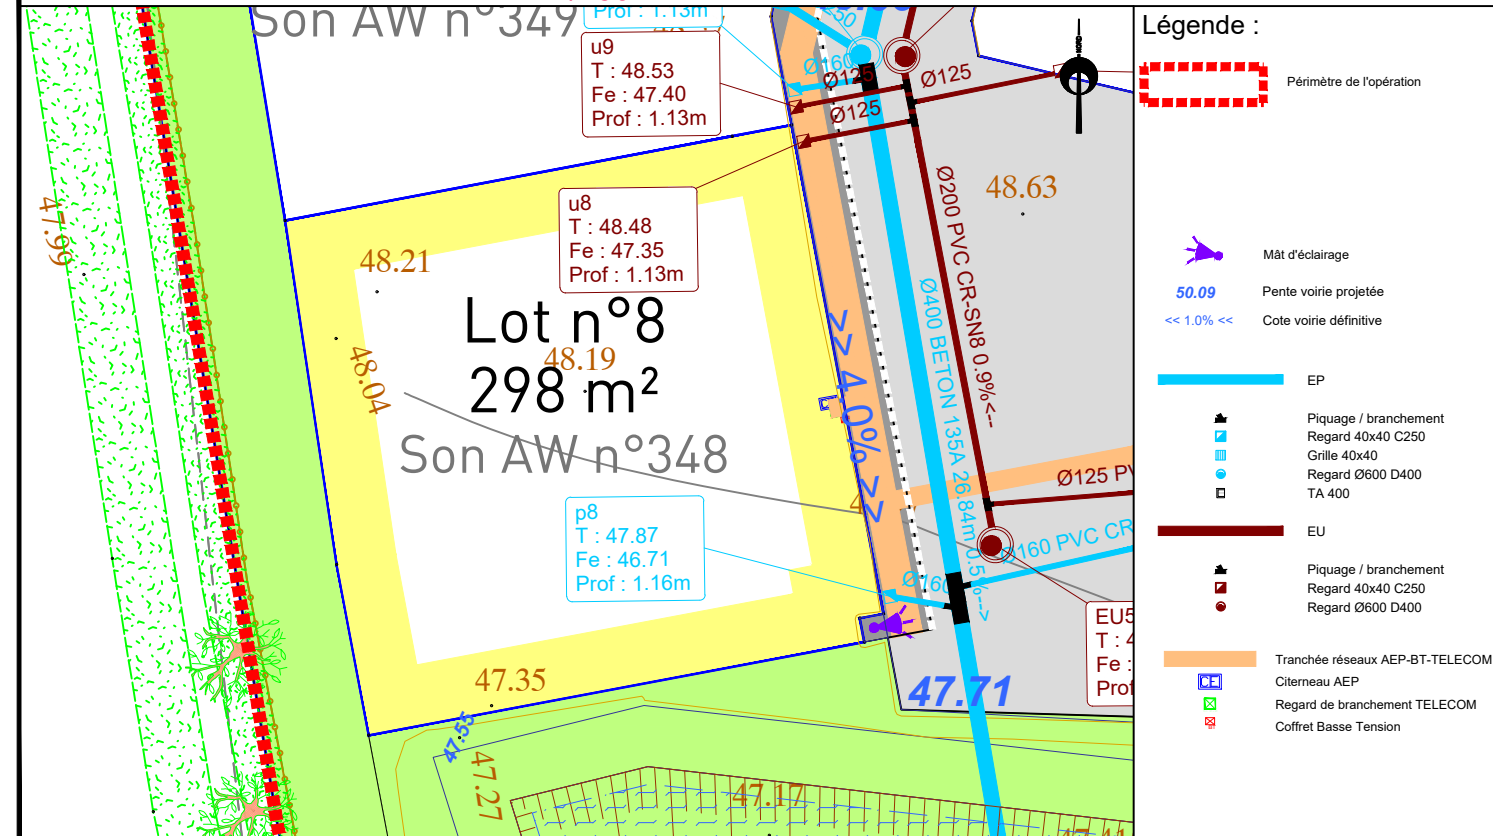 Son AW n°349
Prof : 1.13m
u9
T : 48.53
Fe : 47.40
Prof : 1.13m
Ø160
Ø125
Ø125
Ø125
u8
T : 48.48
Fe : 47.35
Prof : 1.13m
47.99
48.21
48.04
Lot n°8
48.19
298 m²
Son AW n°348
p8
T : 47.87
Fe : 46.71
Prof : 1.16m
>> 4.0% >>
Ø400 BETON 135A 26.84m 0.5%--->
Ø200 PVC CR-SN8 0.9%<--
48.63
Ø125 PV
Ø160 PVC CR
Ø160
EU5
T : 4
Fe :
Prof
47.71
47.35
47.55
47.27
47.17
47.41
NORD
Légende :
Périmètre de l'opération
Mât d'éclairage
50.09 Pente voirie projetée
<< 1.0% << Cote voirie définitive
EP
Piquage / branchement
Regard 40x40 C250
Grille 40x40
Regard Ø600 D400
TA 400
EU
Piquage / branchement
Regard 40x40 C250
Regard Ø600 D400
Tranchée réseaux AEP-BT-TELECOM
CE Citerneau AEP
Regard de branchement TELECOM
Coffret Basse Tension